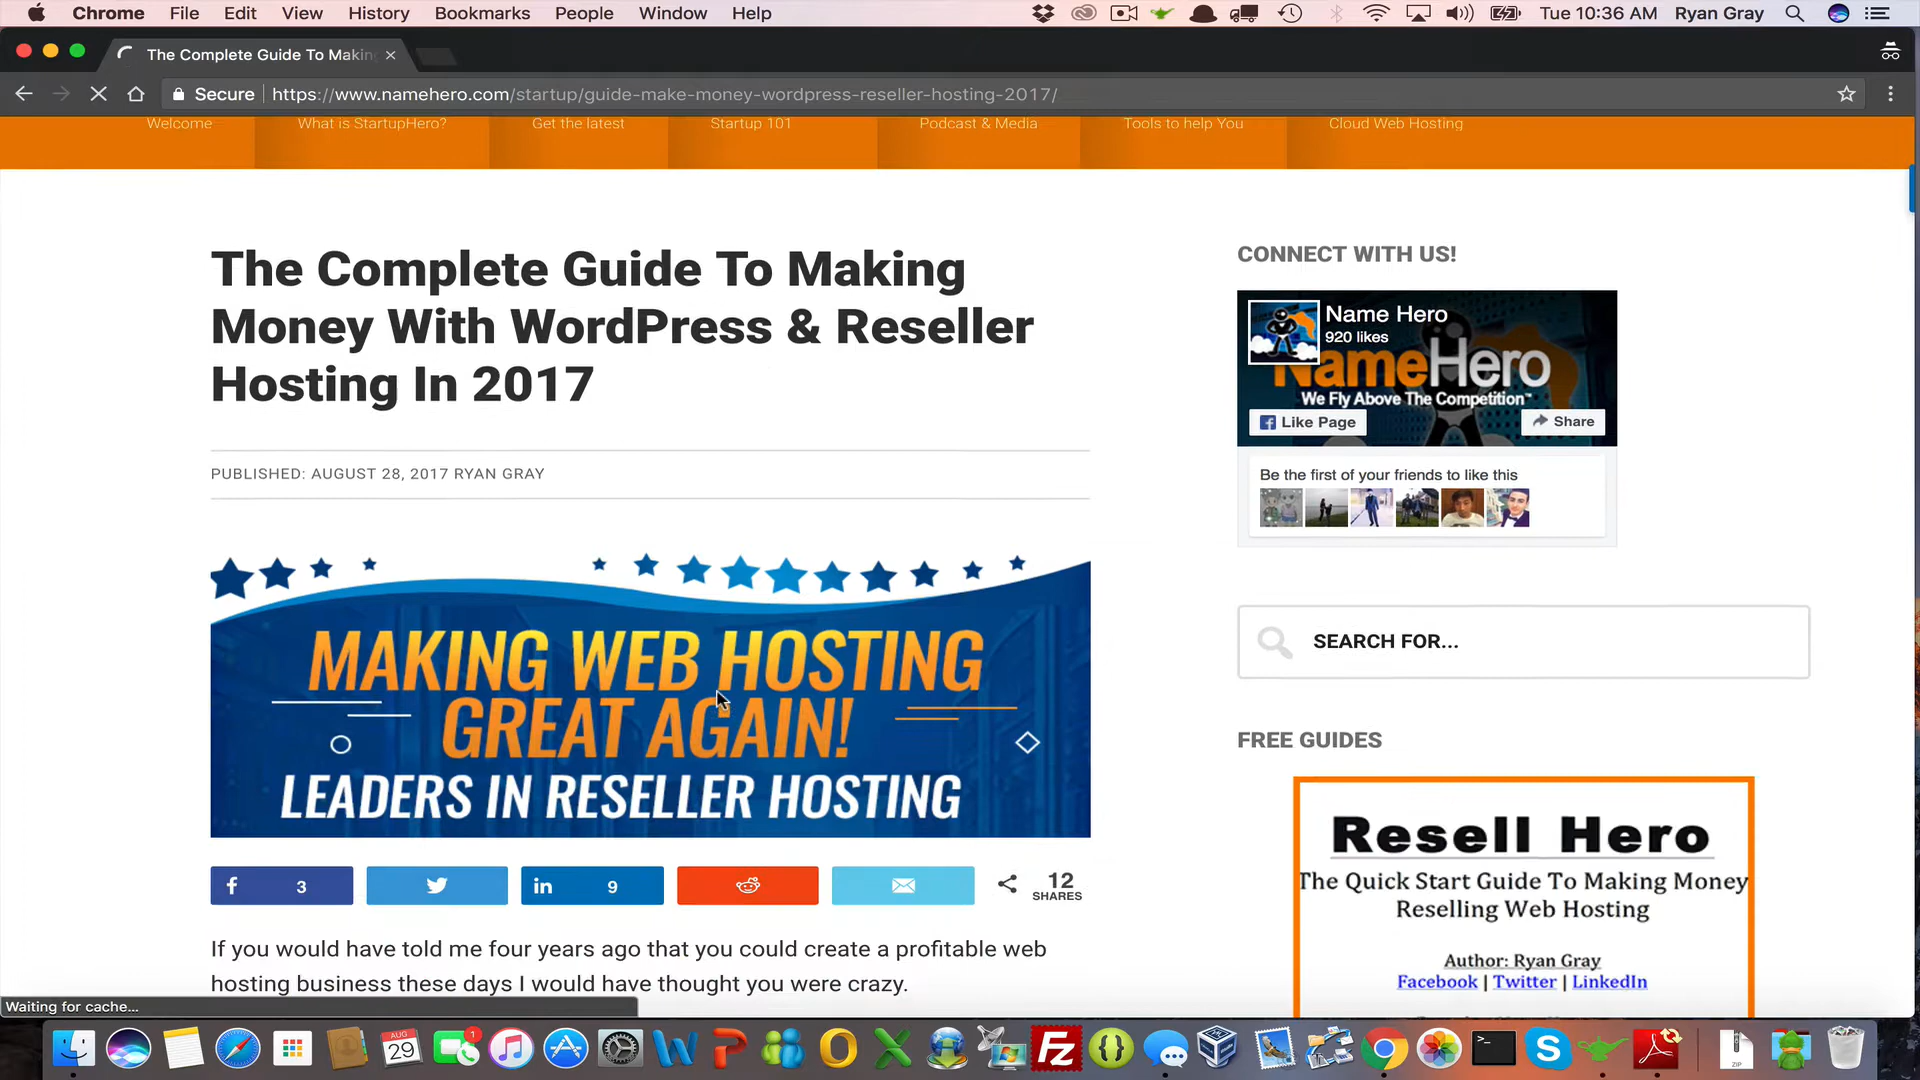 Chrome File Edit View History Bookmarks People Window Help Tue 10:36 AM Ryan Gray
The Complete Guide To Making
Secure https://www.namehero.com/startup/guide-make-money-wordpress-reseller-hosting-2017/
Welcome What is StartupHero? Get the latest Startup 101 Podcast & Media Tools to help You Cloud Web Hosting
The Complete Guide To Making
Money With WordPress & Reseller
Hosting In 2017
PUBLISHED: AUGUST 28, 2017 RYAN GRAY
MAKING WEB HOSTING
GREAT AGAIN!
LEADERS IN RESELLER HOSTING
3
9
12
SHARES
If you would have told me four years ago that you could create a profitable web
hosting business these days I would have thought you were crazy.
CONNECT WITH US!
Name Hero
920 likes
NameHero
We Fly Above The Competition™
Like Page Share
Be the first of your friends to like this
SEARCH FOR...
FREE GUIDES
Resell Hero
The Quick Start Guide To Making Money
Reselling Web Hosting
Author: Ryan Gray
Facebook | Twitter | LinkedIn
Waiting for cache...
AUG
29
1
ZIP